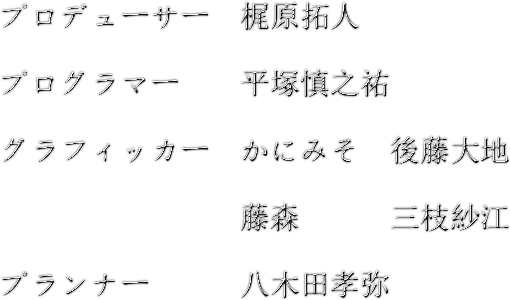 プロデューサー　梶原拓人
プログラマー　平塚慎之祐
グラフィッカー　かにみそ　後藤大地
藤森　三枝紗江
プランナー　八木田孝弥